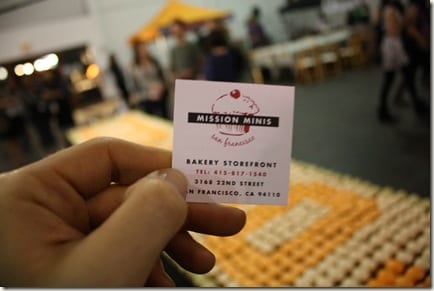 MISSION MINIS
san francisco
BAKERY STOREFRONT
TEL: 415-817-1540
3168 22ND STREET
SAN FRANCISCO, CA 94110